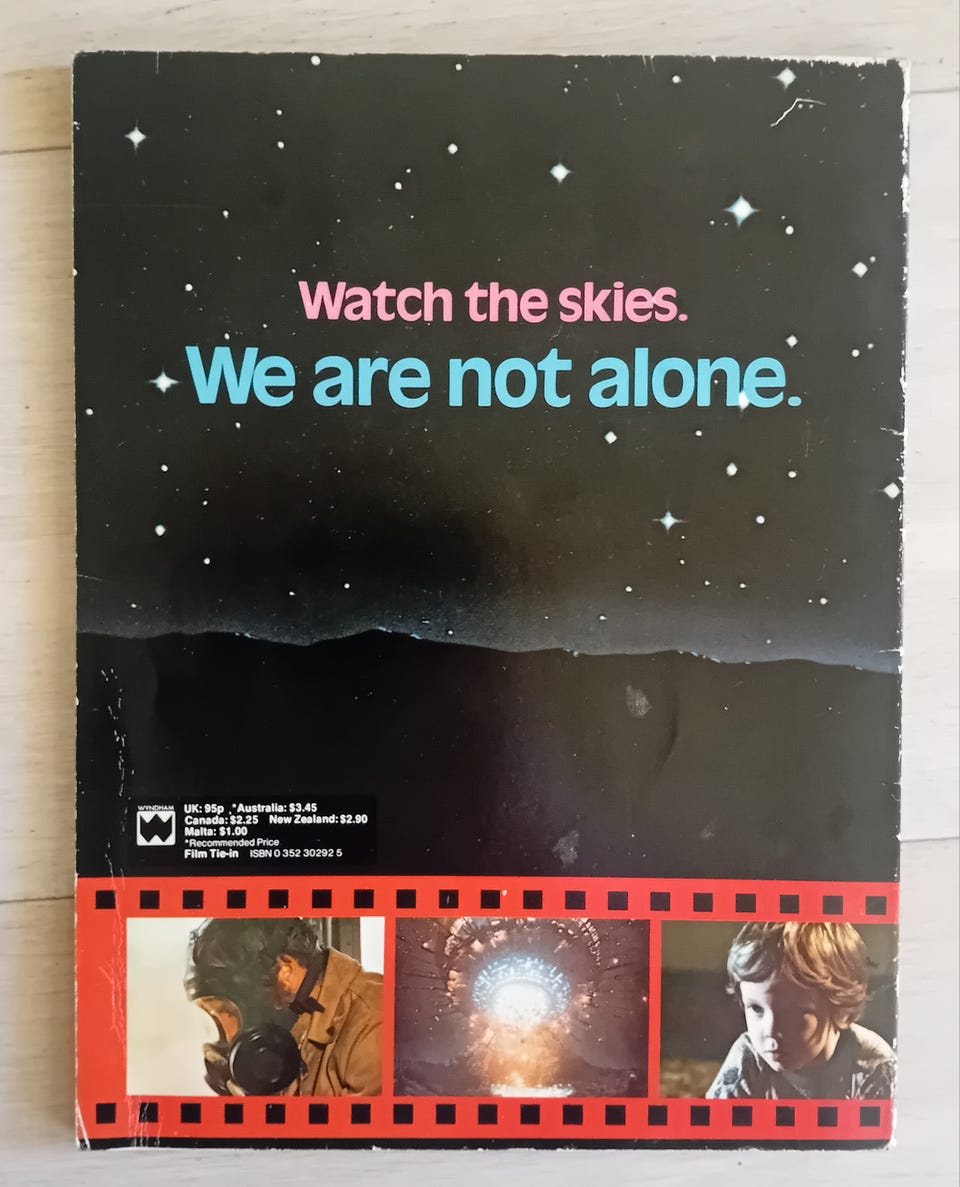 Watch the skies.
We are not alone.
WYNDHAM
UK: 95p *Australia: $3.45
Canada: $2.25 New Zealand: $2.90
Malta: $1.00
*Recommended Price
Film Tie-in ISBN 0 352 30292 5